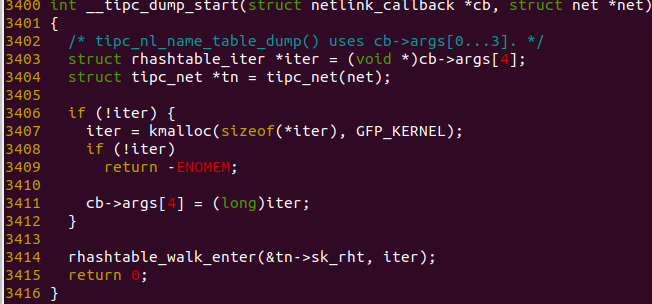 3400 int __tipc_dump_start(struct netlink_callback *cb, struct net *net)
3401 {
3402   /* tipc_nl_name_table_dump() uses cb->args[0...3]. */
3403   struct rhashtable_iter *iter = (void *)cb->args[4];
3404   struct tipc_net *tn = tipc_net(net);
3405
3406   if (!iter) {
3407     iter = kmalloc(sizeof(*iter), GFP_KERNEL);
3408     if (!iter)
3409       return -ENOMEM;
3410
3411     cb->args[4] = (long)iter;
3412   }
3413
3414   rhashtable_walk_enter(&tn->sk_rht, iter);
3415   return 0;
3416 }